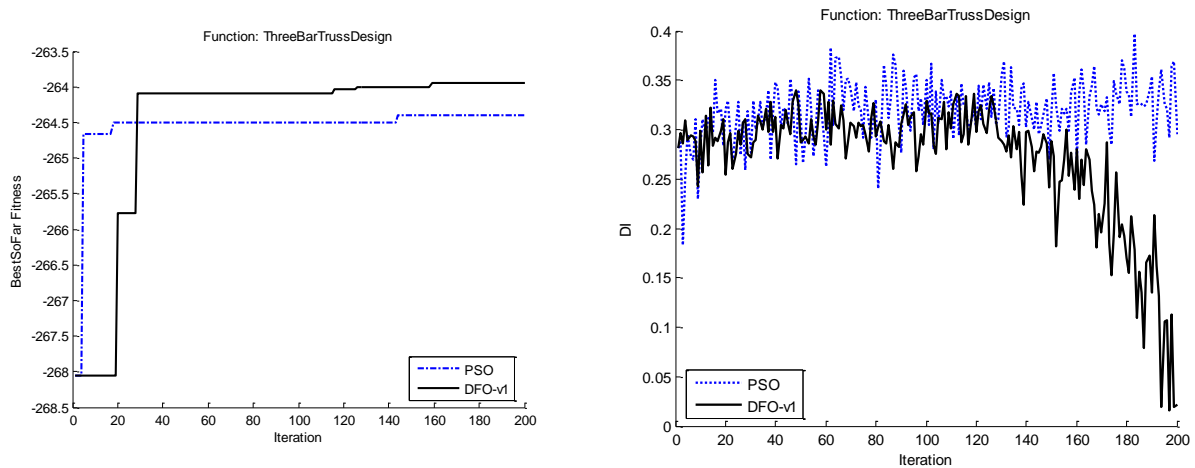 Function: ThreeBarTrussDesign
BestSoFar Fitness
-263.5
-264
-264.5
-265
-265.5
-266
-266.5
-267
-267.5
-268
-268.5
0 20 40 60 80 100 120 140 160 180 200
Iteration
PSO
DFO-v1
Function: ThreeBarTrussDesign
DI
0.4
0.35
0.3
0.25
0.2
0.15
0.1
0.05
0
0 20 40 60 80 100 120 140 160 180 200
Iteration
PSO
DFO-v1